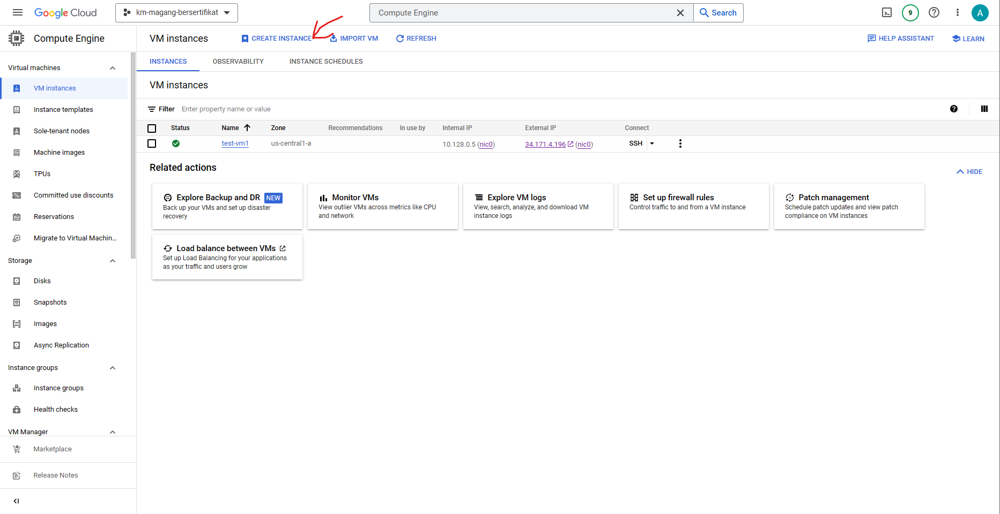 Google Cloud
km-magang-bersertifikat
Compute Engine
Search
9
A
Compute Engine
VM instances
CREATE INSTANCE
IMPORT VM
REFRESH
HELP ASSISTANT
LEARN
Virtual machines
VM instances
Instance templates
Sole-tenant nodes
Machine images
TPUs
Committed use discounts
Reservations
Migrate to Virtual Machin...
Storage
Disks
Snapshots
Images
Async Replication
Instance groups
Instance groups
Health checks
VM Manager
Marketplace
Release Notes
INSTANCES OBSERVABILITY INSTANCE SCHEDULES
VM instances
Filter Enter property name or value
Status Name Zone Recommendations In use by Internal IP External IP Connect
test-vm1 us-central1-a 10.128.0.5 (nic0) 34.171.4.196 (nic0) SSH
Related actions
HIDE
Explore Backup and DR NEW
Back up your VMs and set up disaster
recovery
Monitor VMs
View outlier VMs across metrics like CPU
and network
Explore VM logs
View, search, analyze, and download VM
instance logs
Set up firewall rules
Control traffic to and from a VM instance
Patch management
Schedule patch updates and view patch
compliance on VM instances
Load balance between VMs
Set up Load Balancing for your applications
as your traffic and users grow